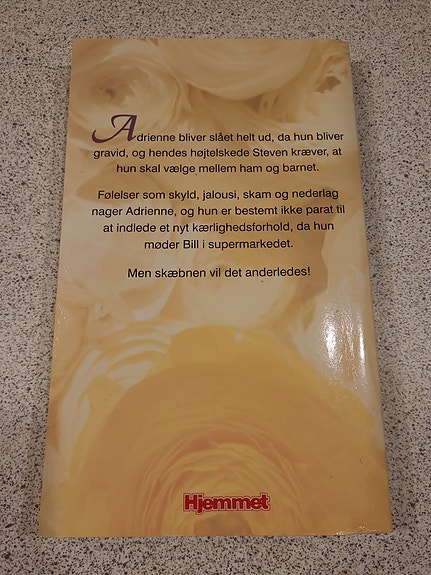 Adrienne bliver slået helt ud, da hun bliver
gravid, og hendes højtelskede Steven kræver, at
hun skal vælge mellem ham og barnet.
Følelser som skyld, jalousi, skam og nederlag
nager Adrienne, og hun er bestemt ikke parat til
at indlede et nyt kærlighedsforhold, da hun
møder Bill i supermarkedet.
Men skæbnen vil det anderledes!
Hjemmet